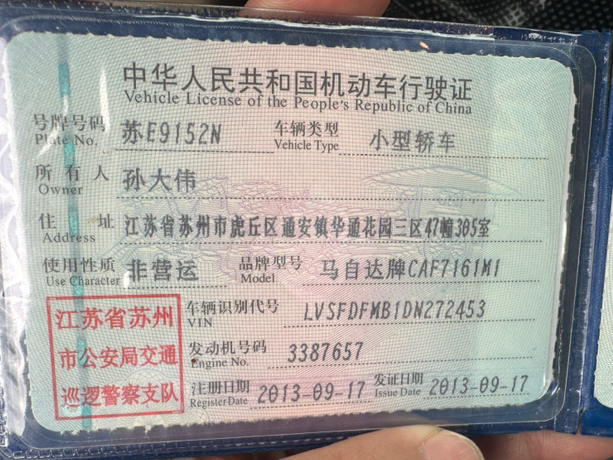 中华人民共和国机动车行驶证
Vehicle License of the People's Republic of China
号牌号码 苏E9152N 车辆类型 小型轿车
Plate No. Vehicle Type
所有人 孙大伟
Owner
住址 江苏省苏州市虎丘区通安镇华通花园三区47幢305室
Address
使用性质 非营运 品牌型号 马自达牌CAF7161M1
Use Character Model
江苏省苏州
市公安局交通
巡逻警察支队
车辆识别代号 LVSFDFMB1DN272453
VIN
发动机号码 3387657
Engine No.
注册日期 2013-09-17 发证日期 2013-09-17
Register Date Issue Date